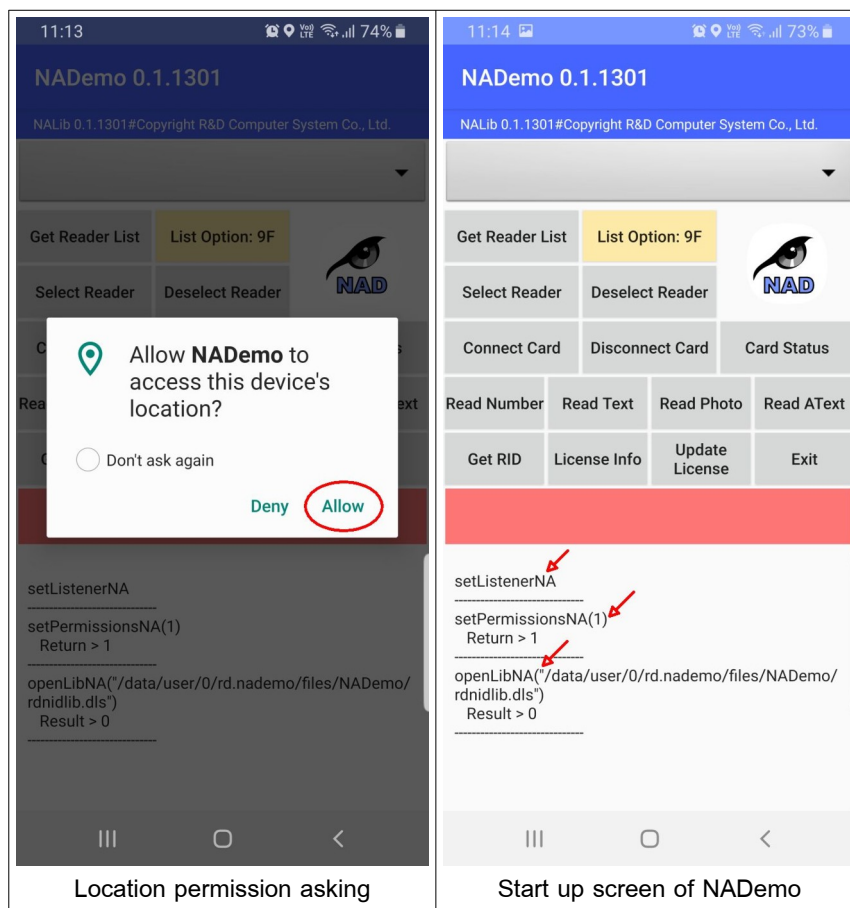 11:13
Vo)) LTE 74%
NADemo 0.1.1301
NALib 0.1.1301#Copyright R&D Computer System Co., Ltd.
Get Reader List List Option: 9F
Select Reader Deselect Reader
NAD
C s
Allow NADemo to
access this device's
location?
Rea ext
Don't ask again
Deny Allow
setListenerNA
-----------------------------
setPermissionsNA(1)
Return > 1
-----------------------------
openLibNA("/data/user/0/rd.nademo/files/NADemo/
rdnidlib.dls")
Result > 0
-----------------------------
Location permission asking
11:14
Vo)) LTE 73%
NADemo 0.1.1301
NALib 0.1.1301#Copyright R&D Computer System Co., Ltd.
Get Reader List List Option: 9F
Select Reader Deselect Reader
NAD
Connect Card Disconnect Card Card Status
Read Number Read Text Read Photo Read AText
Get RID License Info Update License Exit
setListenerNA
-----------------------------
setPermissionsNA(1)
Return > 1
-----------------------------
openLibNA("/data/user/0/rd.nademo/files/NADemo/
rdnidlib.dls")
Result > 0
-----------------------------
Start up screen of NADemo